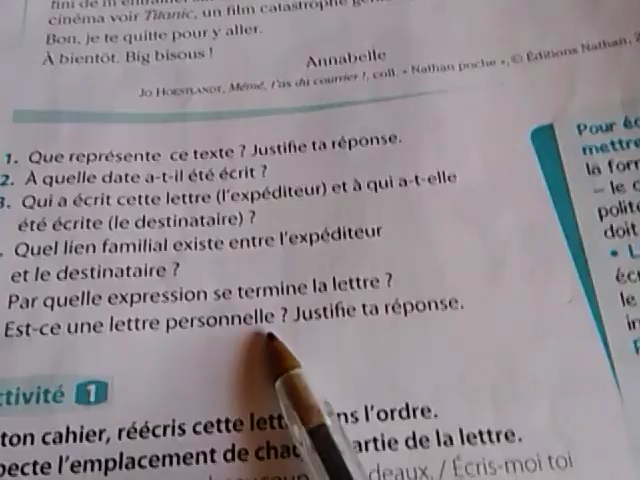 cinéma voir Titanic, un film catastrophe
Bon, je te quitte pour y aller.
À bientôt. Big bisous !
Annabelle
Jo Hoestlandt, Mémé, t'as du courrier !, coll. « Nathan poche », © Éditions Nathan, 2
1. Que représente ce texte ? Justifie ta réponse.
2. À quelle date a-t-il été écrit ?
3. Qui a écrit cette lettre (l'expéditeur) et à qui a-t-elle
été écrite (le destinataire) ?
. Quel lien familial existe entre l'expéditeur
et le destinataire ?
Par quelle expression se termine la lettre ?
Est-ce une lettre personnelle ? Justifie ta réponse.
ctivité 1
ton cahier, réécris cette lett ns l'ordre.
pecte l'emplacement de cha artie de la lettre.
deaux. / Écris-moi toi
Pour éc
mettre
la for
– le c
polit
doit
• L
écr
le